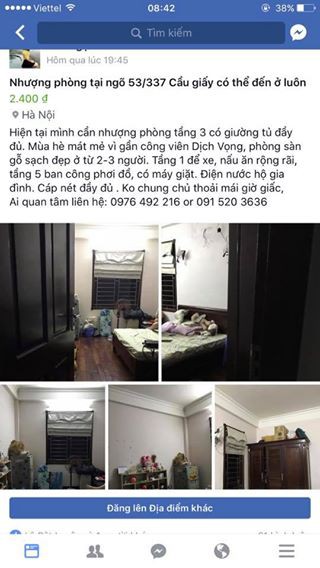 Viettel 08:42 38%
Tìm kiếm
Hôm qua lúc 19:45
Nhượng phòng tại ngõ 53/337 Cầu giấy có thể đến ở luôn
2.400 ₫
Hà Nội
Hiện tại mình cần nhượng phòng tầng 3 có giường tủ đầy
đủ. Mùa hè mát mẻ vì gần công viên Dịch Vọng, phòng sàn
gỗ sạch đẹp ở từ 2-3 người. Tầng 1 để xe, nấu ăn rộng rãi,
tầng 5 ban công phơi đồ, có máy giặt. Điện nước hộ gia
đình. Cáp nét đầy đủ . Ko chung chủ thoải mái giờ giấc,
Ai quan tâm liên hệ: 0976 492 216 or 091 520 3636
Đăng lên Địa điểm khác